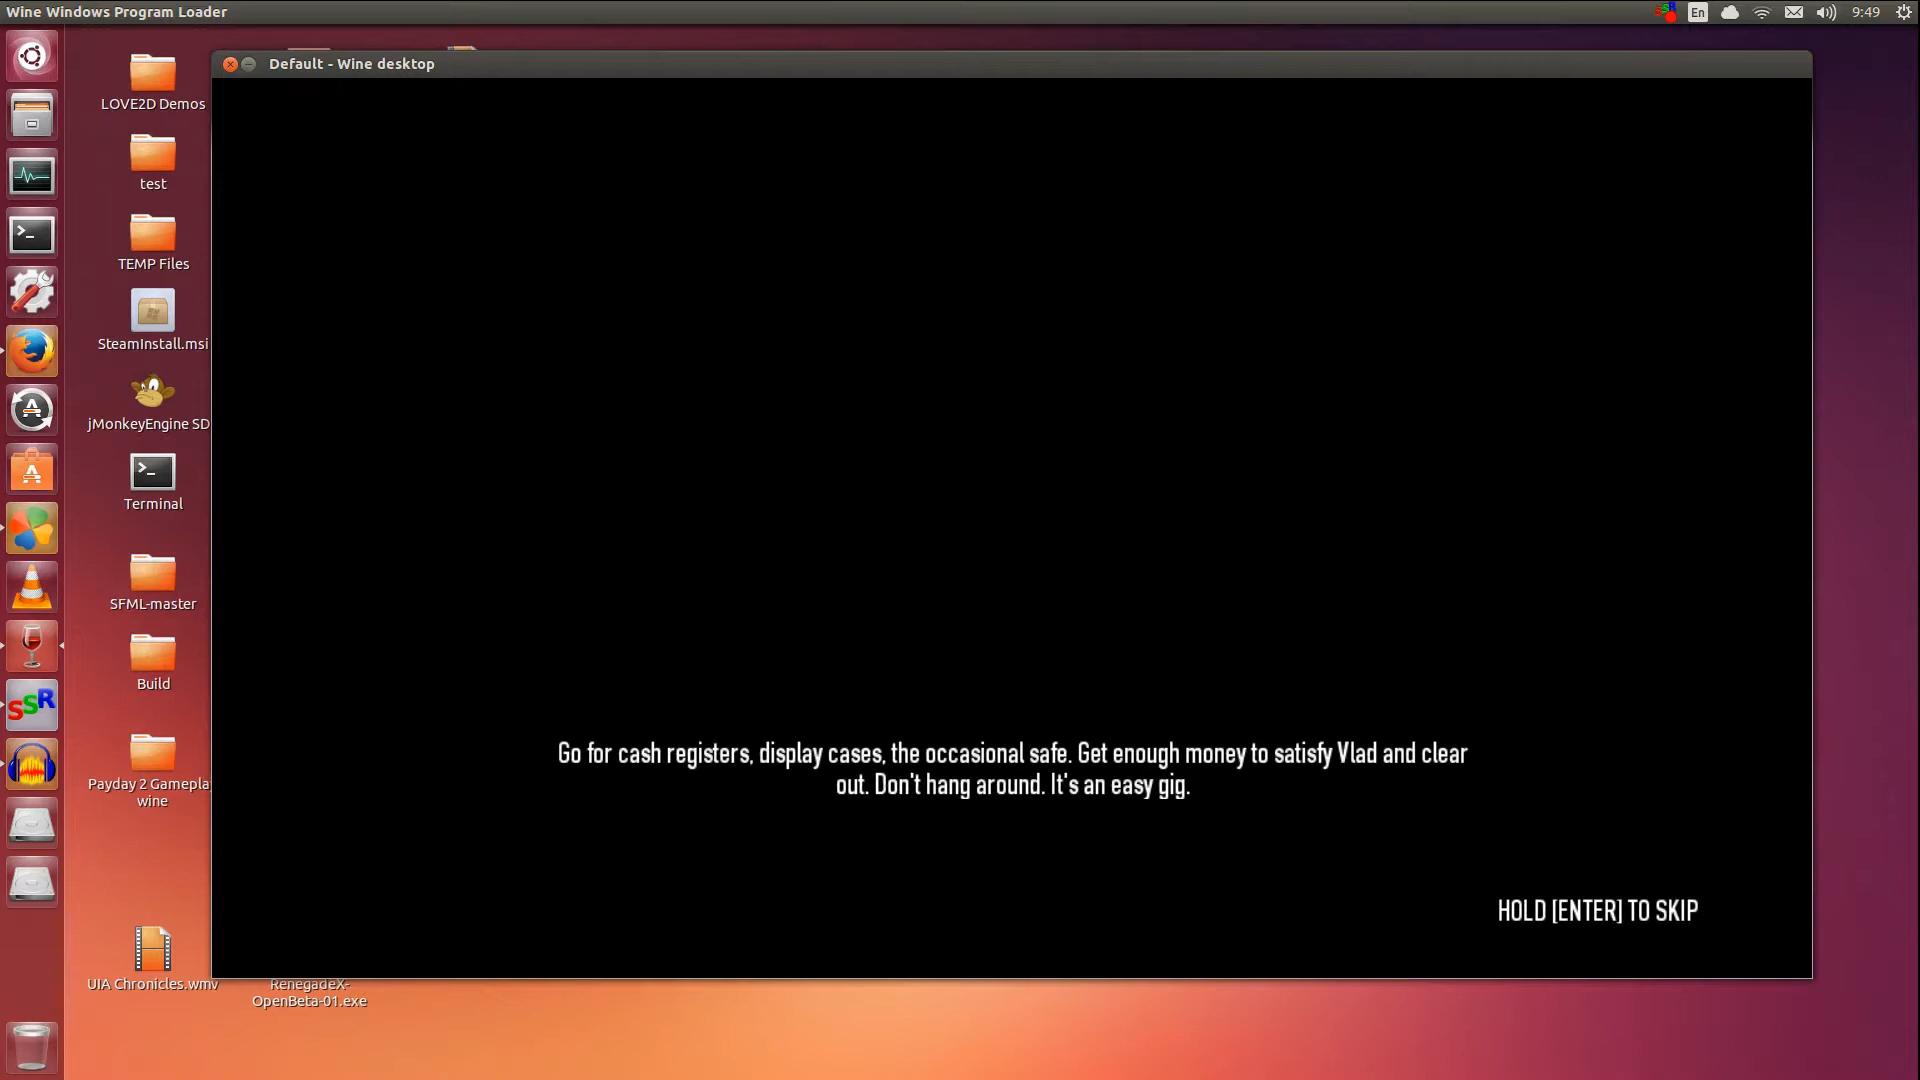 Wine Windows Program Loader
SSR
En
9:49
Default - Wine desktop
LOVE2D Demos
test
TEMP Files
SteamInstall.msi
jMonkeyEngine SD
>_
Terminal
SFML-master
Build
SSR
Payday 2 Gamepla
wine
UIA Chronicles.wmv
RenegadeX-
OpenBeta-01.exe
Go for cash registers, display cases, the occasional safe. Get enough money to satisfy Vlad and clear
out. Don't hang around. It's an easy gig.
HOLD [ENTER] TO SKIP